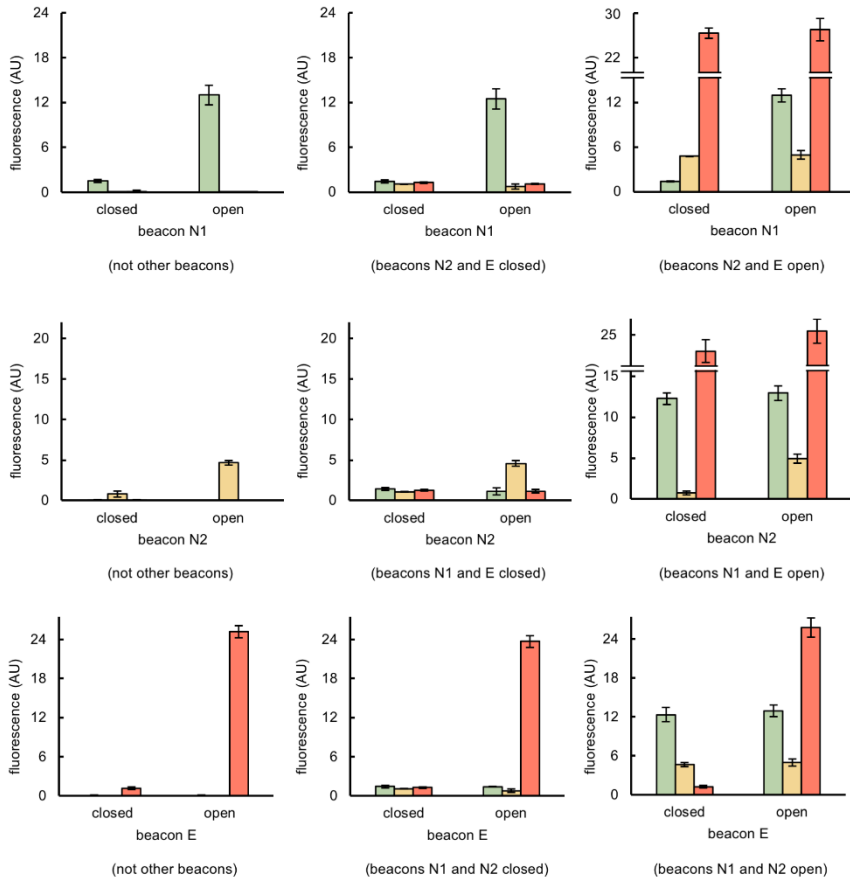 24
18
12
6
0
fluorescence (AU)
closed
open
beacon N1
(not other beacons)
24
18
12
6
0
fluorescence (AU)
closed
open
beacon N1
(beacons N2 and E closed)
30
22
12
6
0
fluorescence (AU)
closed
open
beacon N1
(beacons N2 and E open)
20
15
10
5
0
fluorescence (AU)
closed
open
beacon N2
(not other beacons)
20
15
10
5
0
fluorescence (AU)
closed
open
beacon N2
(beacons N1 and E closed)
25
15
10
5
0
fluorescence (AU)
closed
open
beacon N2
(beacons N1 and E open)
24
18
12
6
0
fluorescence (AU)
closed
open
beacon E
(not other beacons)
24
18
12
6
0
fluorescence (AU)
closed
open
beacon E
(beacons N1 and N2 closed)
24
18
12
6
0
fluorescence (AU)
closed
open
beacon E
(beacons N1 and N2 open)